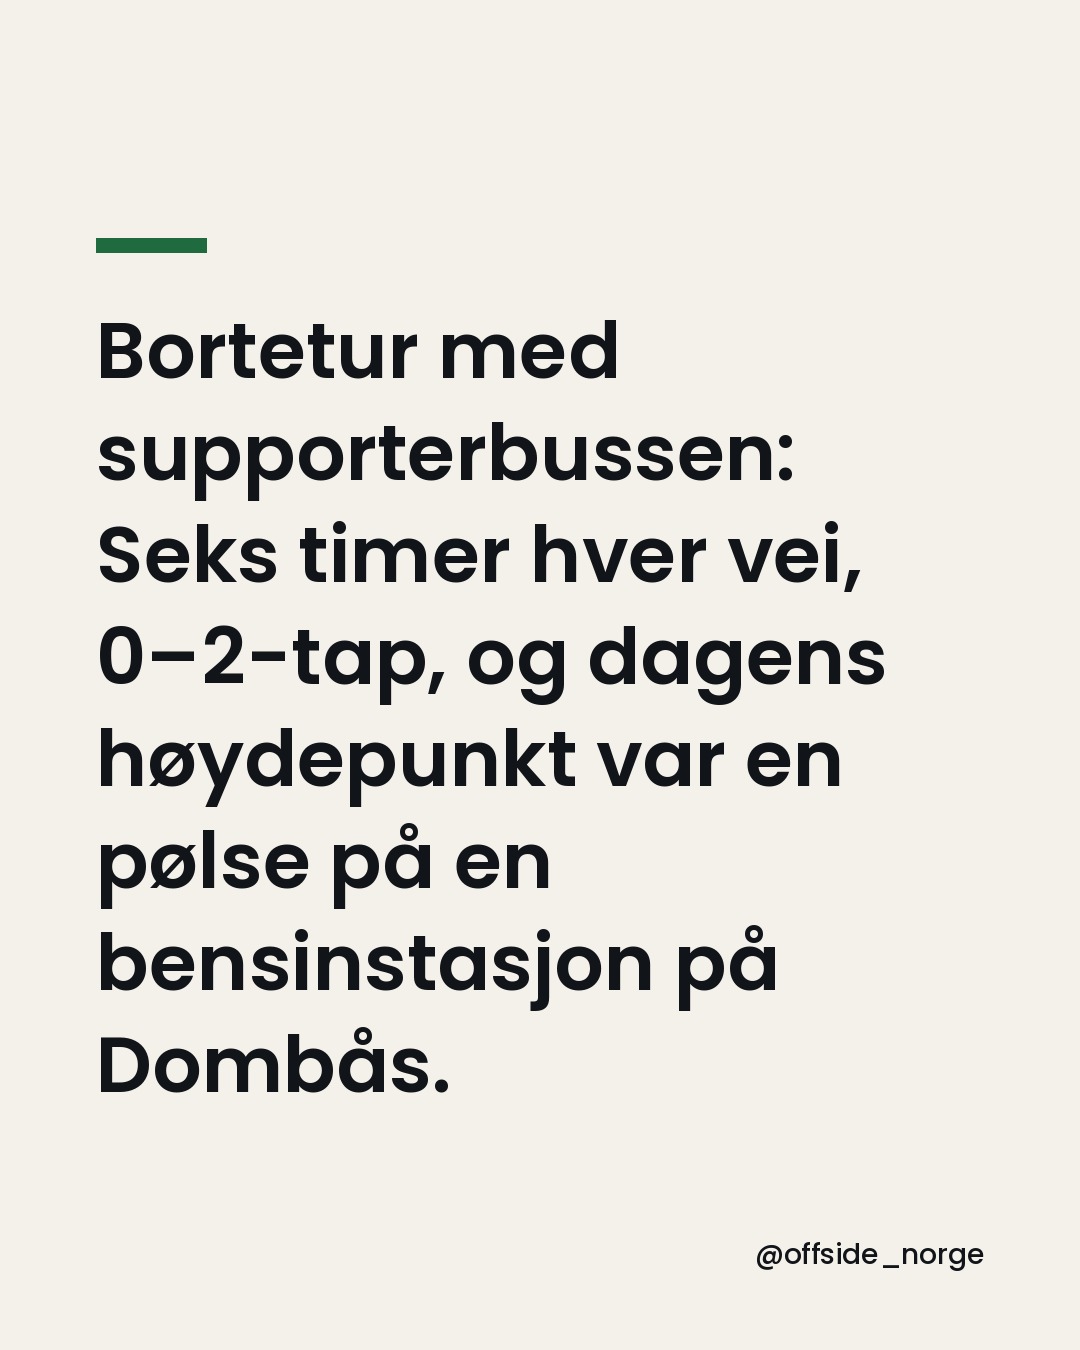 Bortetur med
supporterbussen:
Seks timer hver vei,
0–2-tap, og dagens
høydepunkt var en
pølse på en
bensinstasjon på
Dombås.
@offside_norge